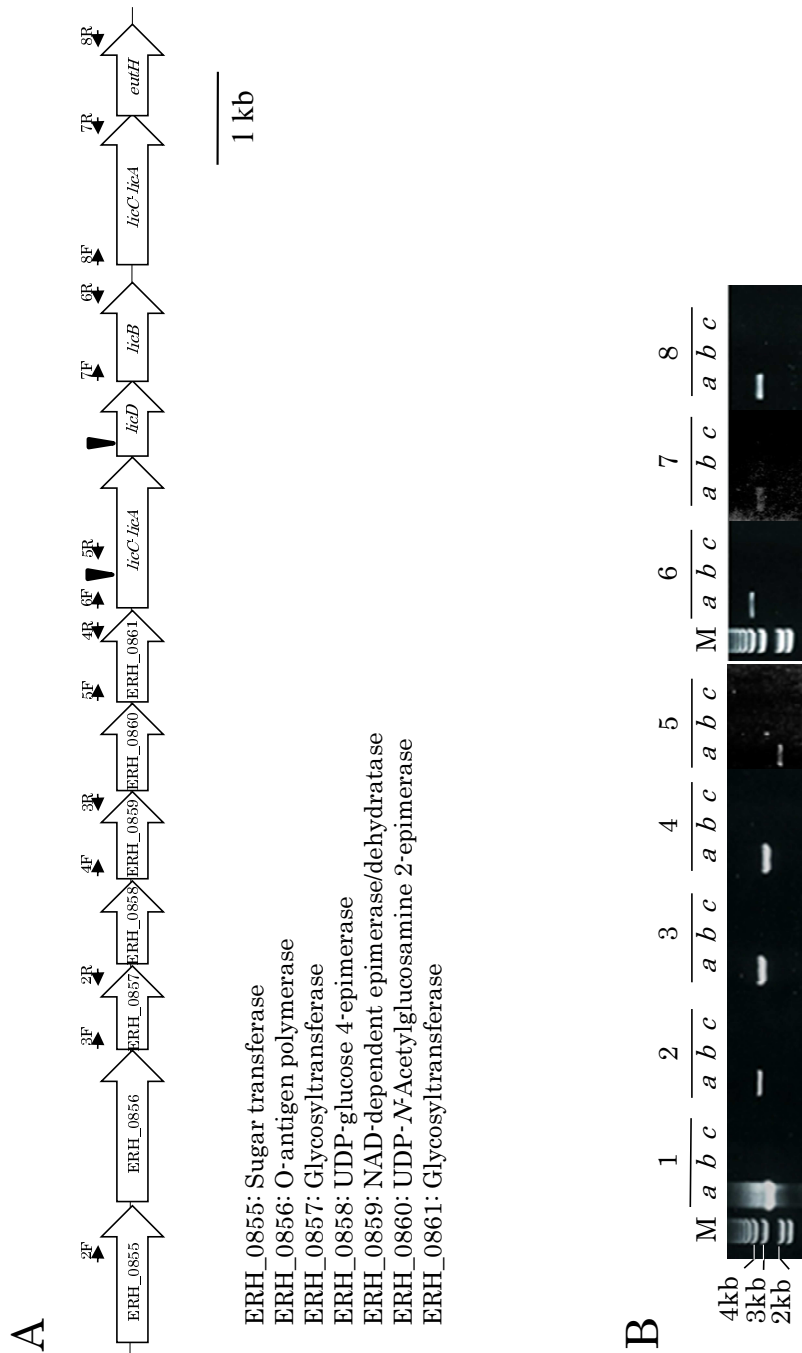 A
2F 3F 2R 4F 3R 5F 4R 6F 5R 7F 6R 8F 7R 8R
ERH_0855 ERH_0856 ERH_0857 ERH_0858 ERH_0859 ERH_0860 ERH_0861 licC-licA licD licB licC-licA eutH
1 kb
ERH_0855: Sugar transferase
ERH_0856: O-antigen polymerase
ERH_0857: Glycosyltransferase
ERH_0858: UDP-glucose 4-epimerase
ERH_0859: NAD-dependent epimerase/dehydratase
ERH_0860: UDP-N-Acetylglucosamine 2-epimerase
ERH_0861: Glycosyltransferase
B
1 2 3 4 5 6 7 8
M a b c a b c a b c a b c a b c M a b c a b c a b c
4kb
3kb
2kb